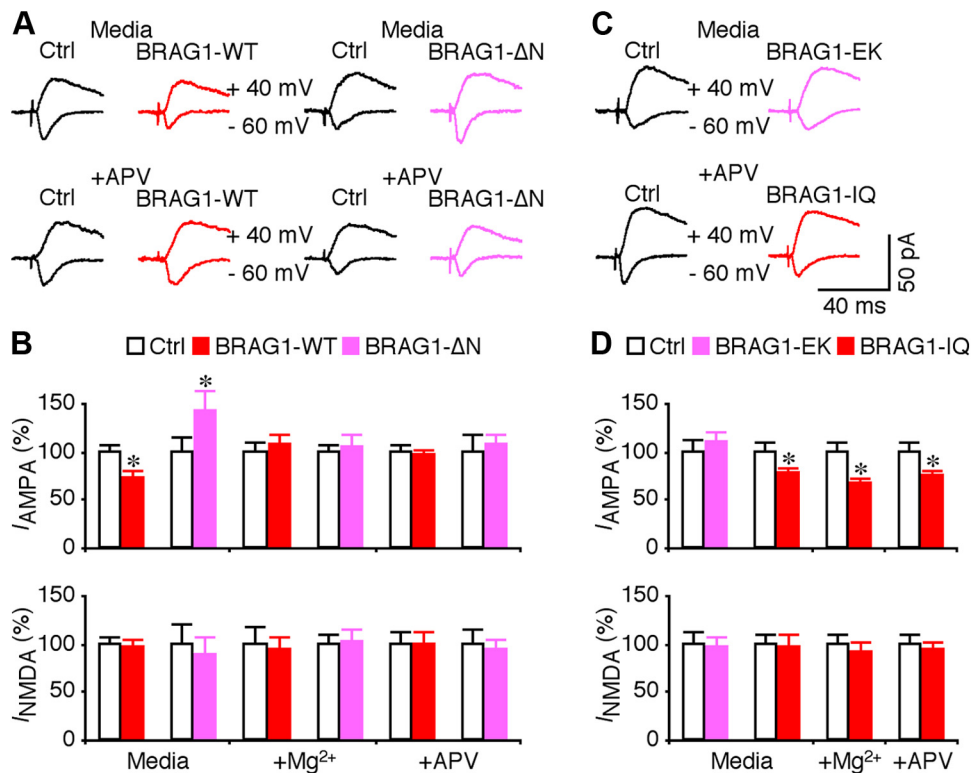 A
Media
Ctrl
BRAG1-WT
+ 40 mV
- 60 mV
Media
Ctrl
BRAG1-ΔN
+APV
Ctrl
BRAG1-WT
+ 40 mV
- 60 mV
+APV
Ctrl
BRAG1-ΔN
C
Media
Ctrl
BRAG1-EK
+ 40 mV
- 60 mV
+APV
Ctrl
BRAG1-IQ
+ 40 mV
- 60 mV
50 pA
40 ms
B
Ctrl BRAG1-WT BRAG1-ΔN
IAMPA (%)
150
100
50
0
* *
INMDA (%)
150
100
50
0
Media +Mg2+ +APV
D
Ctrl BRAG1-EK BRAG1-IQ
IAMPA (%)
150
100
50
0
* * *
INMDA (%)
150
100
50
0
Media +Mg2+ +APV